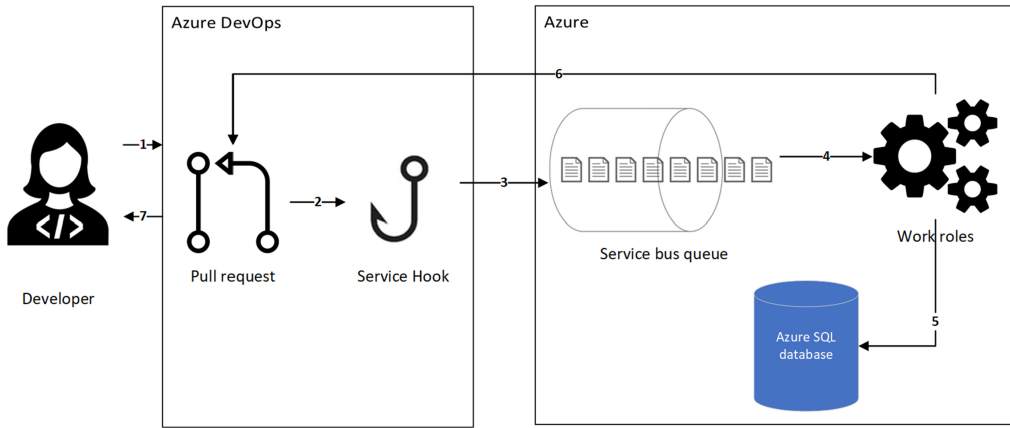 Azure DevOps
Azure
6
1
</>
7
2
3
4
Pull request
Service Hook
Service bus queue
Work roles
Developer
5
Azure SQL
database